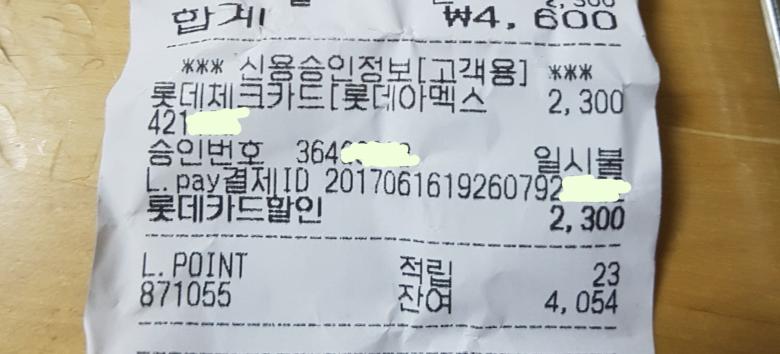 합계 ₩4,600
*** 신용승인정보[고객용] ***
롯데체크카드[롯데아멕스 2,300
421
승인번호 364 일시불
L.pay결제ID 2017061619260792
롯데카드할인 2,300
L.POINT 적립 23
871055 잔여 4,054